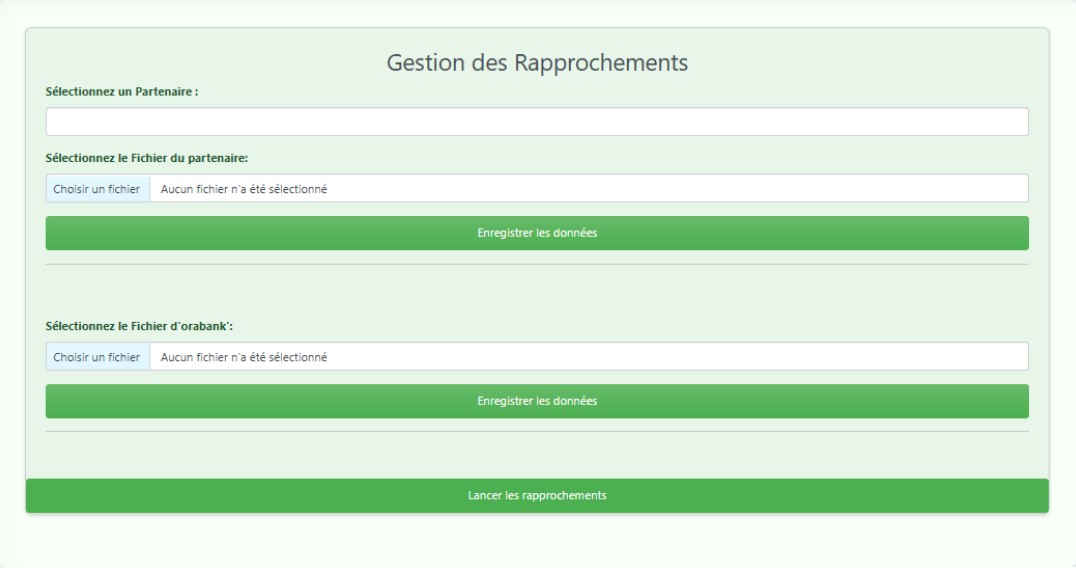 Gestion des Rapprochements
Sélectionnez un Partenaire :
Sélectionnez le Fichier du partenaire:
Choisir un fichier Aucun fichier n'a été sélectionné
Enregistrer les données
Sélectionnez le Fichier d'orabank':
Choisir un fichier Aucun fichier n'a été sélectionné
Enregistrer les données
Lancer les rapprochements